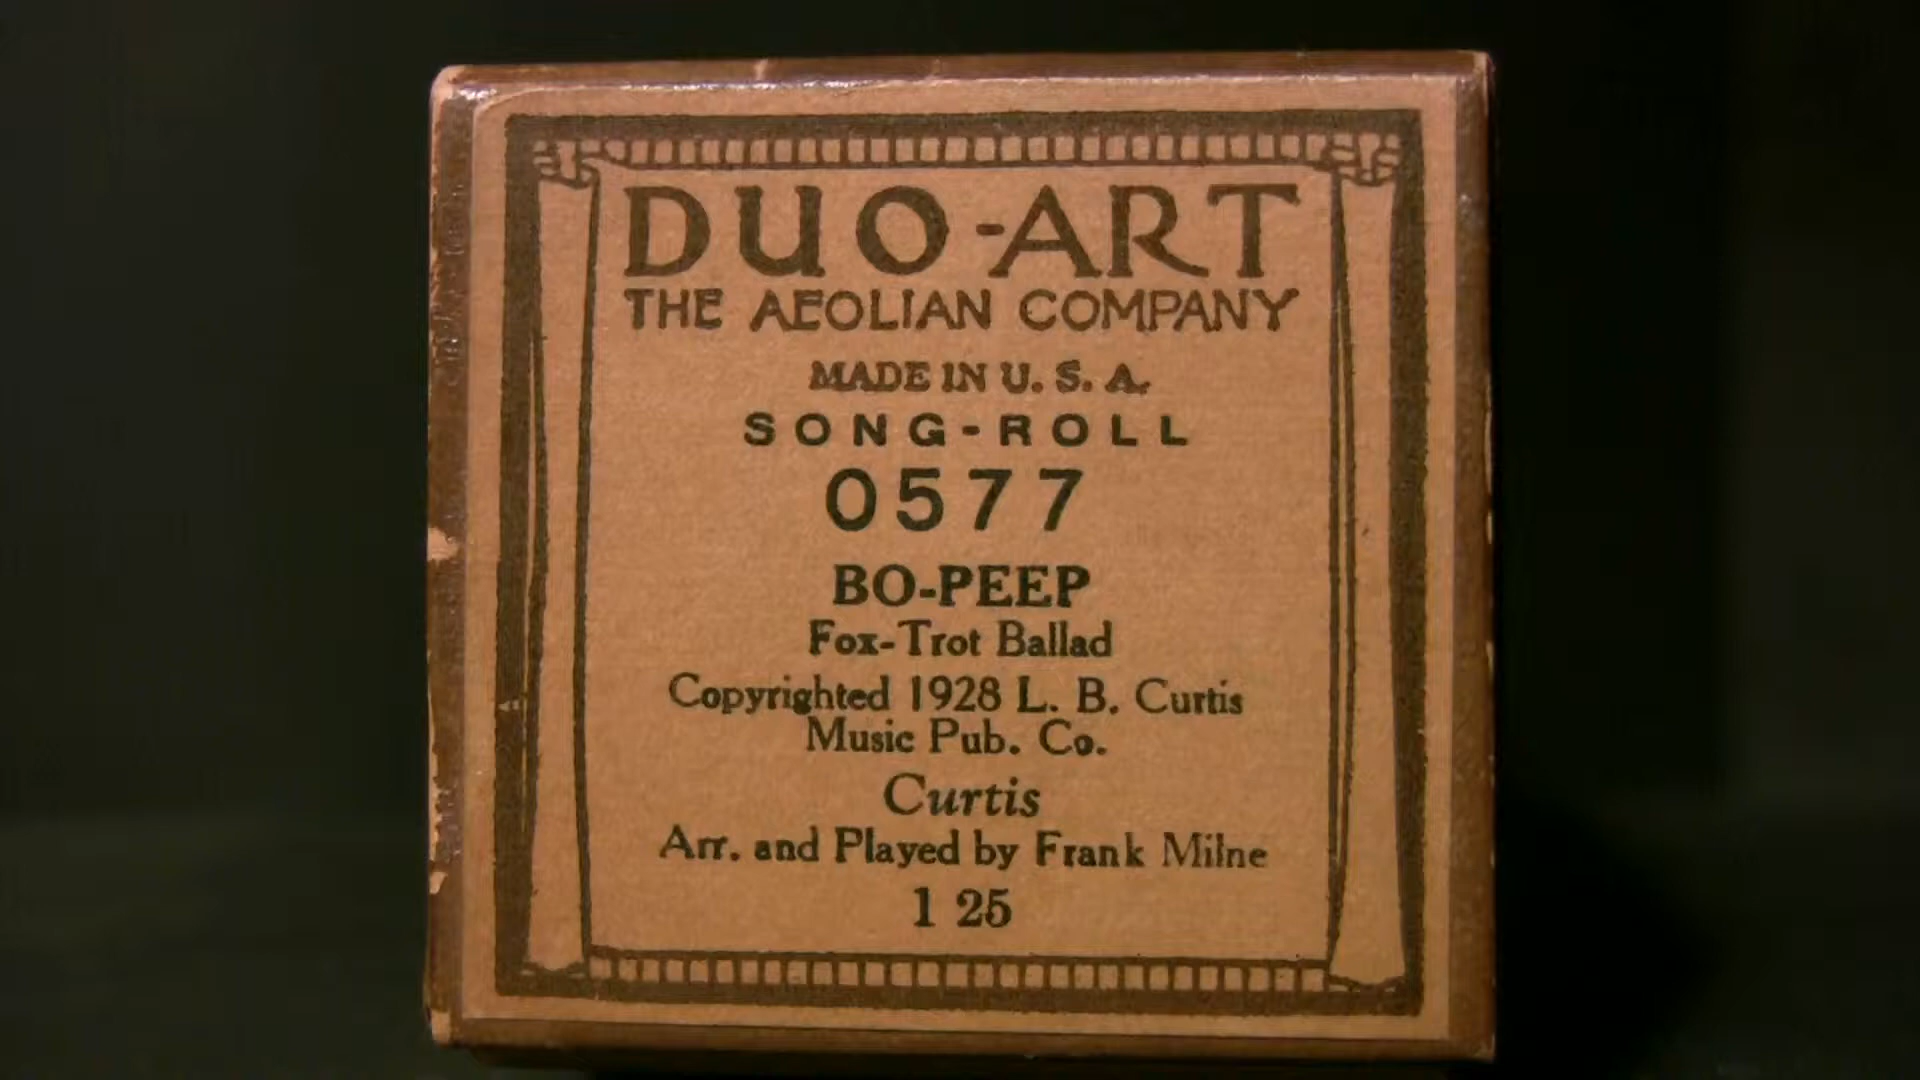 DUO-ART
THE AEOLIAN COMPANY
MADE IN U. S. A.
SONG-ROLL
0577
BO-PEEP
Fox-Trot Ballad
Copyrighted 1928 L. B. Curtis
Music Pub. Co.
Curtis
Arr. and Played by Frank Milne
1 25